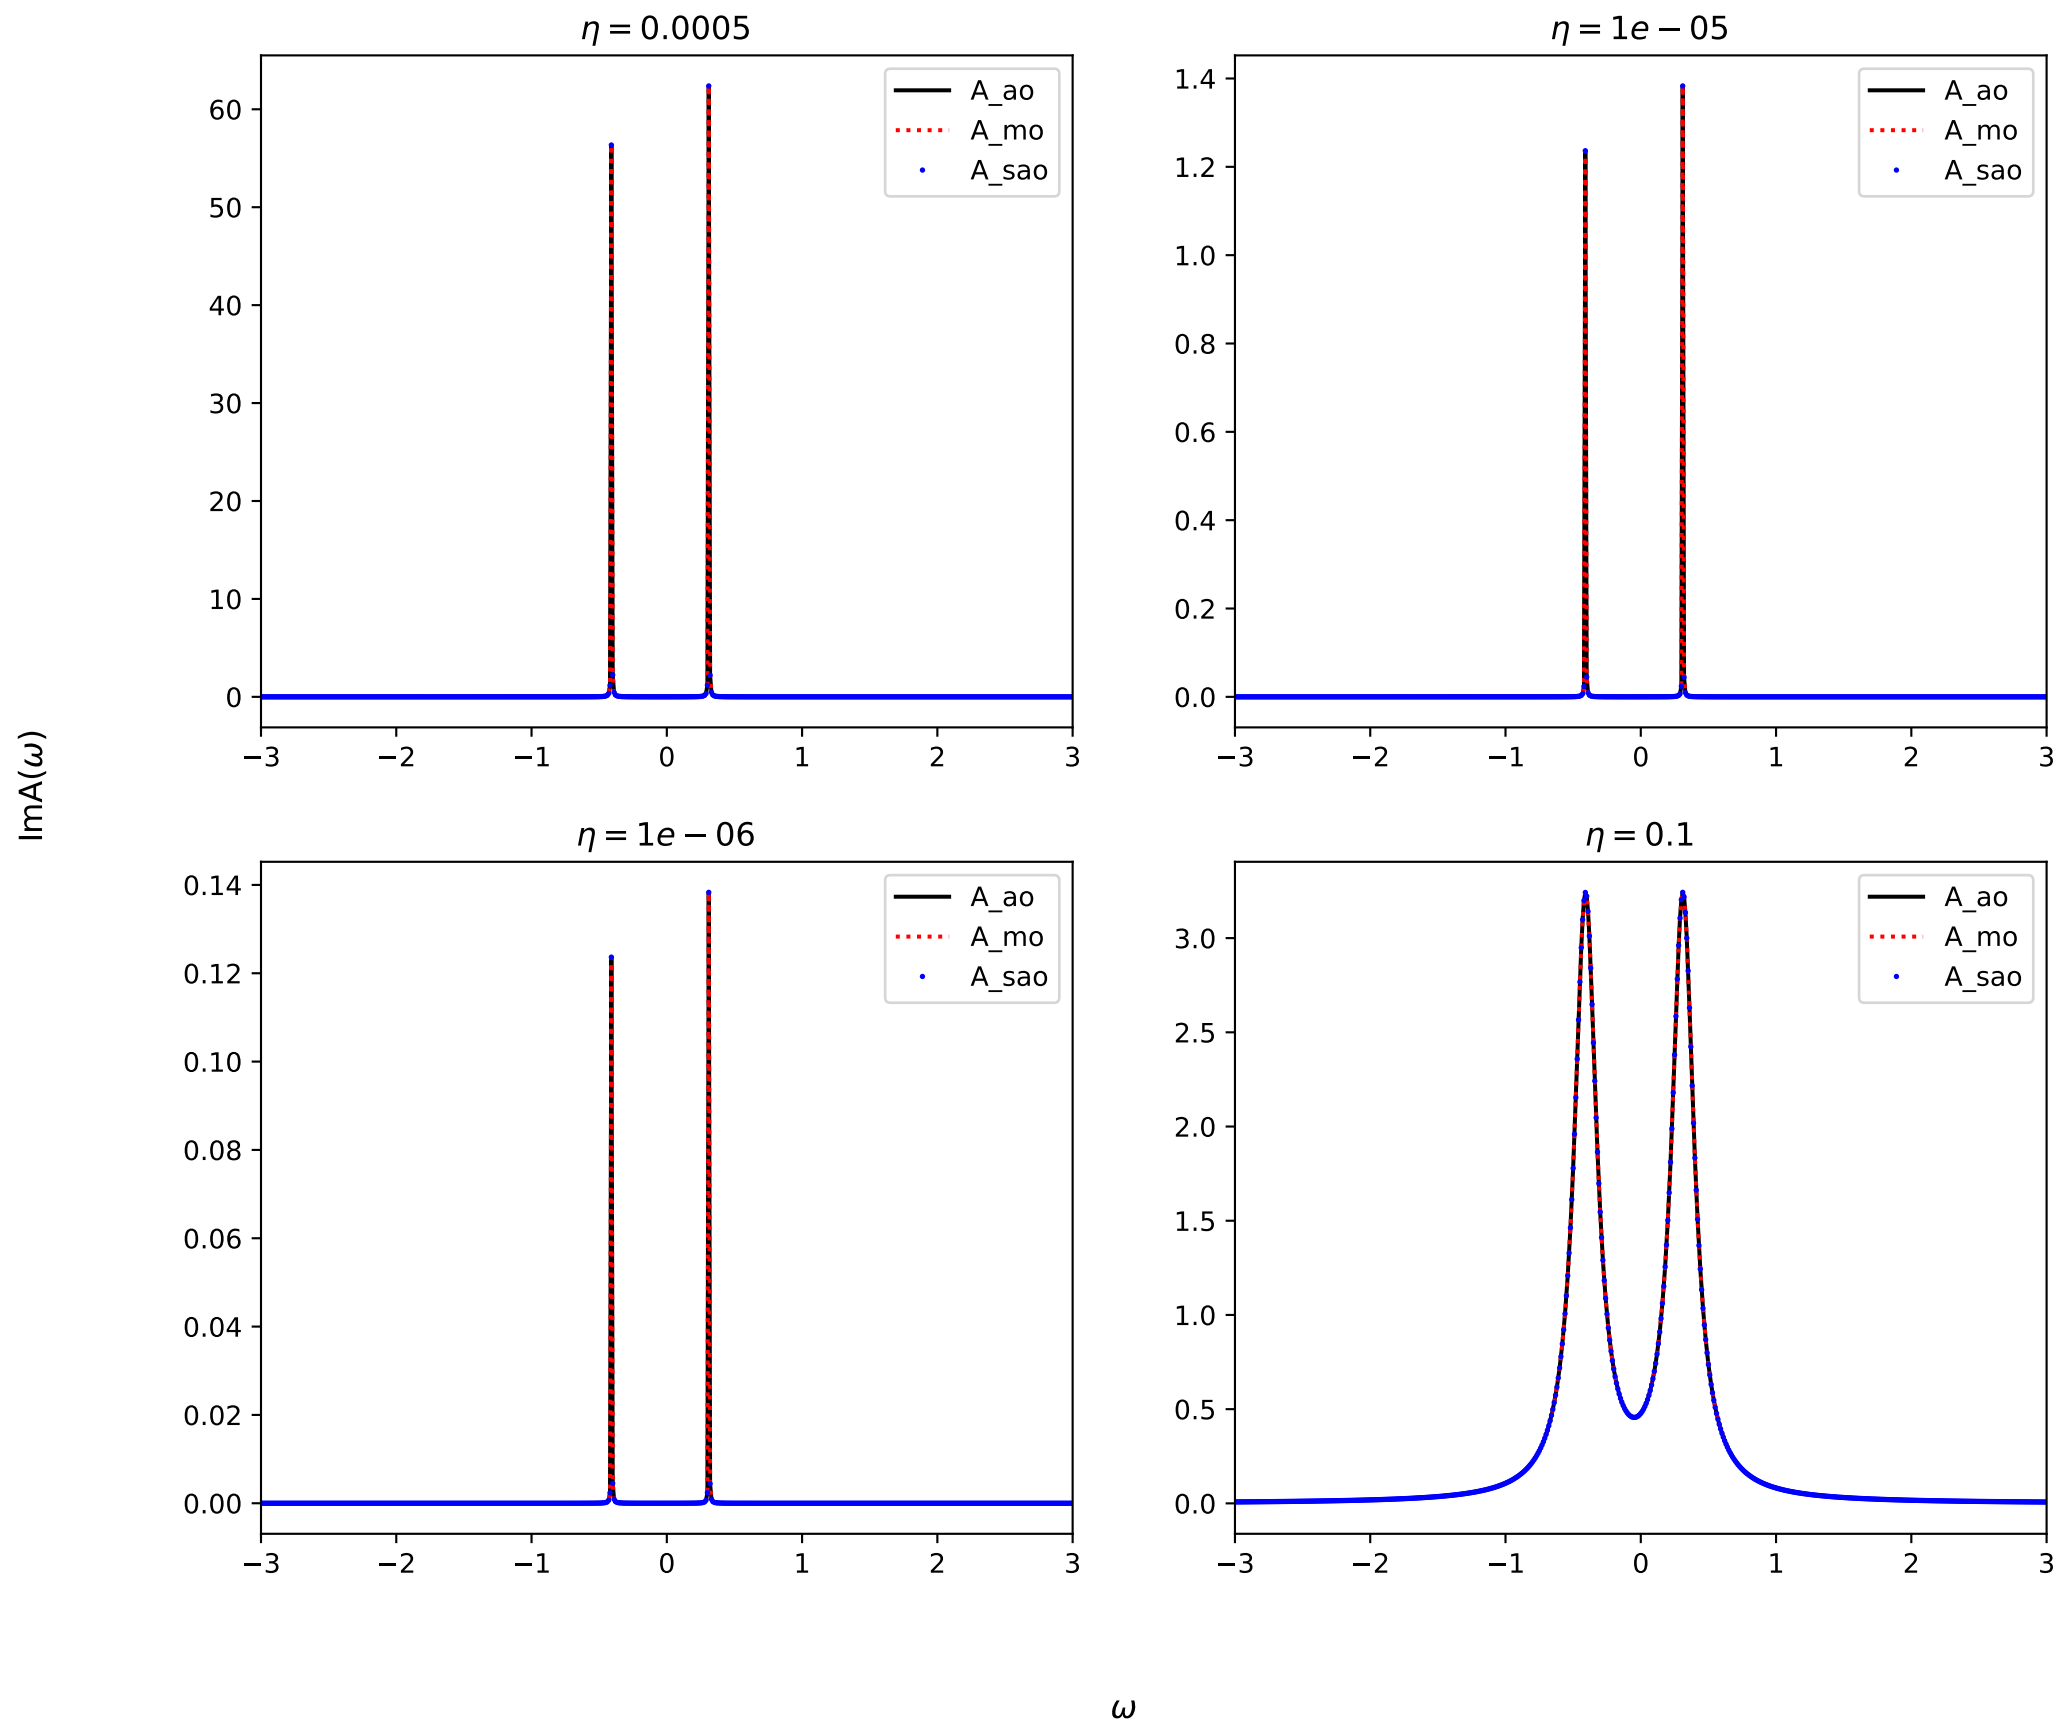 η = 0.0005
60
50
40
30
20
10
0
−3 −2 −1 0 1 2 3
A_ao
A_mo
A_sao
η = 1e − 05
1.4
1.2
1.0
0.8
0.6
0.4
0.2
0.0
−3 −2 −1 0 1 2 3
A_ao
A_mo
A_sao
ImA(ω)
η = 1e − 06
0.14
0.12
0.10
0.08
0.06
0.04
0.02
0.00
−3 −2 −1 0 1 2 3
A_ao
A_mo
A_sao
η = 0.1
3.0
2.5
2.0
1.5
1.0
0.5
0.0
−3 −2 −1 0 1 2 3
A_ao
A_mo
A_sao
ω